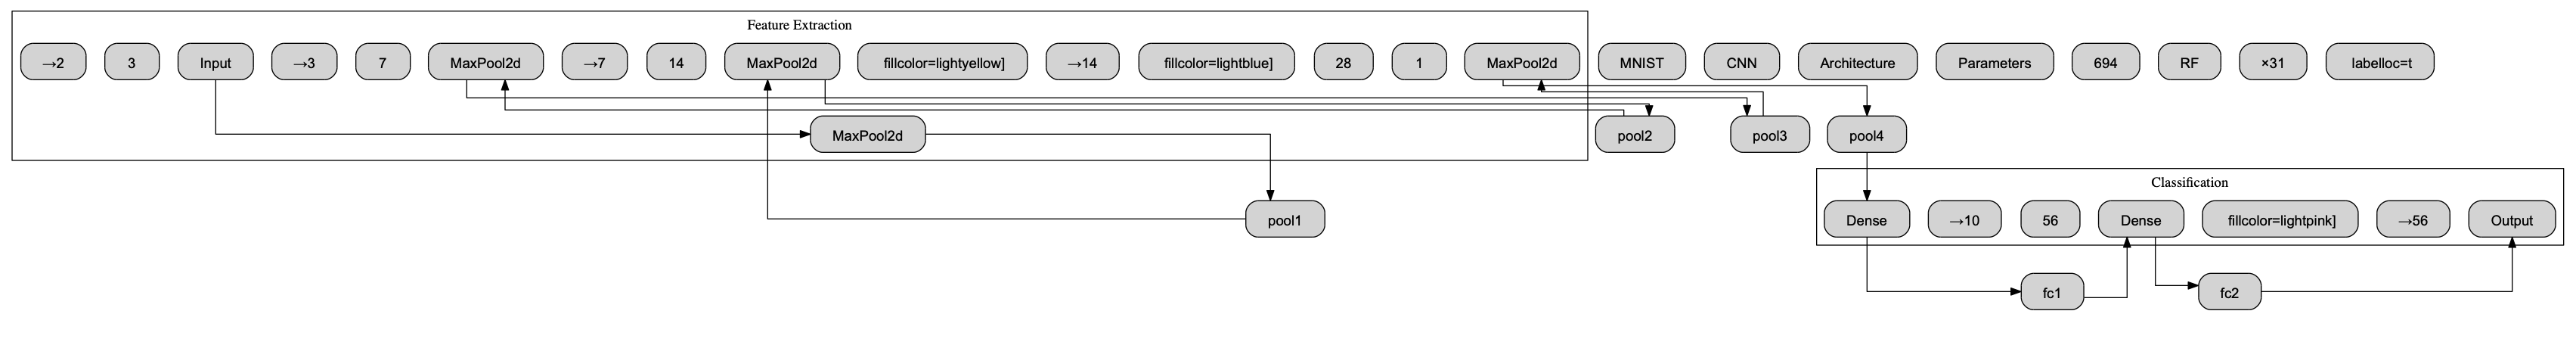 Feature Extraction
→2
3
Input
→3
7
MaxPool2d
→7
14
MaxPool2d
fillcolor=lightyellow]
→14
fillcolor=lightblue]
28
1
MaxPool2d
MNIST
CNN
Architecture
Parameters
694
RF
×31
labelloc=t
MaxPool2d
pool2
pool3
pool4
Classification
pool1
Dense
→10
56
Dense
fillcolor=lightpink]
→56
Output
fc1
fc2